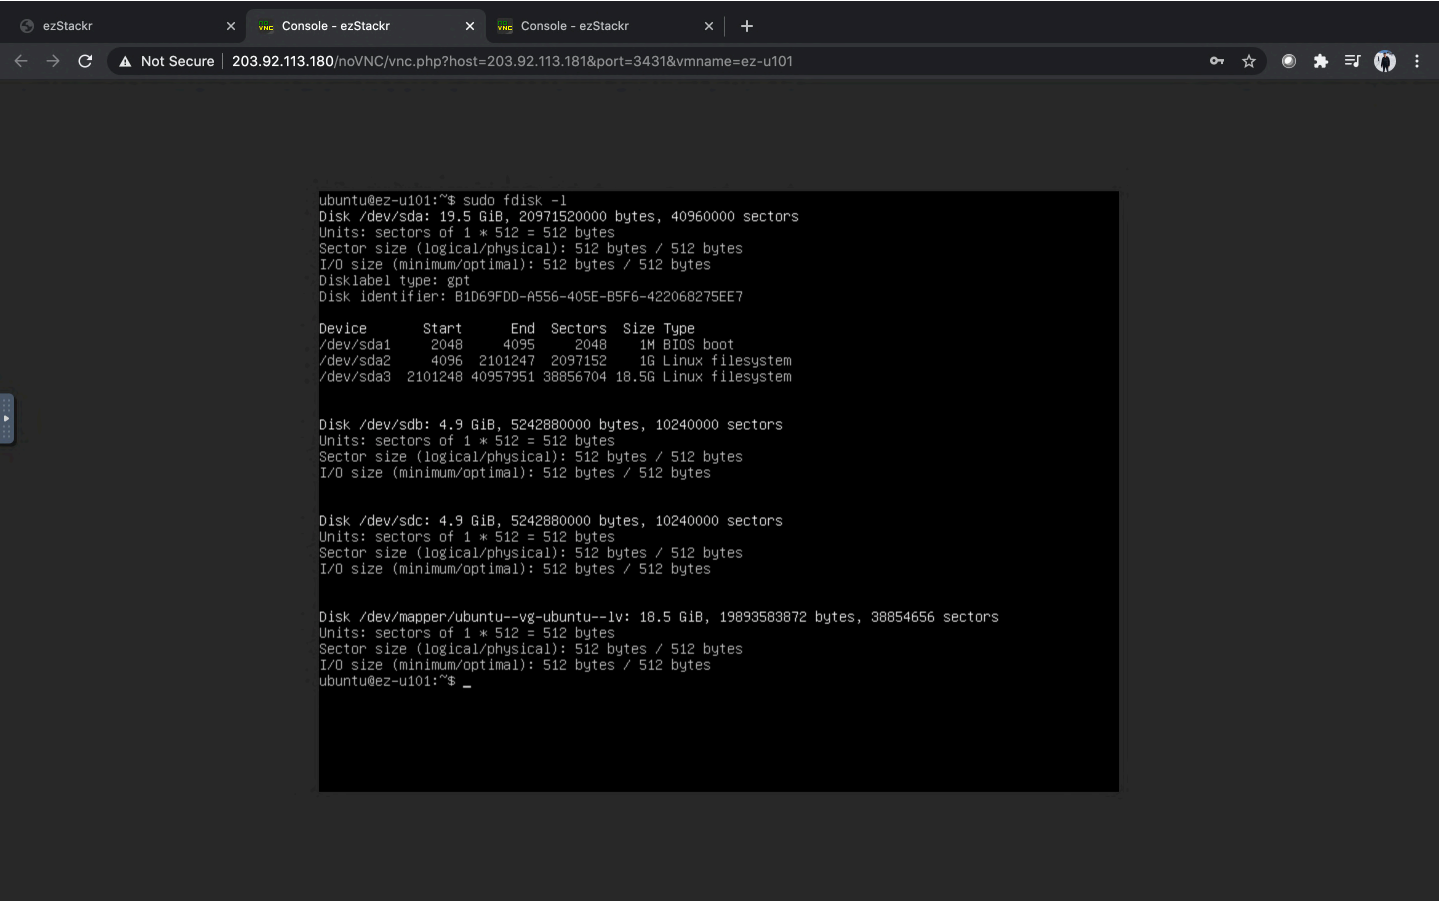 ezStackr
VNC Console - ezStackr
VNC Console - ezStackr
Not Secure 203.92.113.180/noVNC/vnc.php?host=203.92.113.181&port=3431&vmname=ez-u101
ubuntu@ez-u101:~$ sudo fdisk -l
Disk /dev/sda: 19.5 GiB, 20971520000 bytes, 40960000 sectors
Units: sectors of 1 * 512 = 512 bytes
Sector size (logical/physical): 512 bytes / 512 bytes
I/O size (minimum/optimal): 512 bytes / 512 bytes
Disklabel type: gpt
Disk identifier: B1D69FDD-A556-405E-B5F6-422068275EE7
Device Start End Sectors Size Type
/dev/sda1 2048 4095 2048 1M BIOS boot
/dev/sda2 4096 2101247 2097152 1G Linux filesystem
/dev/sda3 2101248 40957951 38856704 18.5G Linux filesystem
Disk /dev/sdb: 4.9 GiB, 5242880000 bytes, 10240000 sectors
Units: sectors of 1 * 512 = 512 bytes
Sector size (logical/physical): 512 bytes / 512 bytes
I/O size (minimum/optimal): 512 bytes / 512 bytes
Disk /dev/sdc: 4.9 GiB, 5242880000 bytes, 10240000 sectors
Units: sectors of 1 * 512 = 512 bytes
Sector size (logical/physical): 512 bytes / 512 bytes
I/O size (minimum/optimal): 512 bytes / 512 bytes
Disk /dev/mapper/ubuntu--vg-ubuntu--lv: 18.5 GiB, 19893583872 bytes, 38854656 sectors
Units: sectors of 1 * 512 = 512 bytes
Sector size (logical/physical): 512 bytes / 512 bytes
I/O size (minimum/optimal): 512 bytes / 512 bytes
ubuntu@ez-u101:~$ _